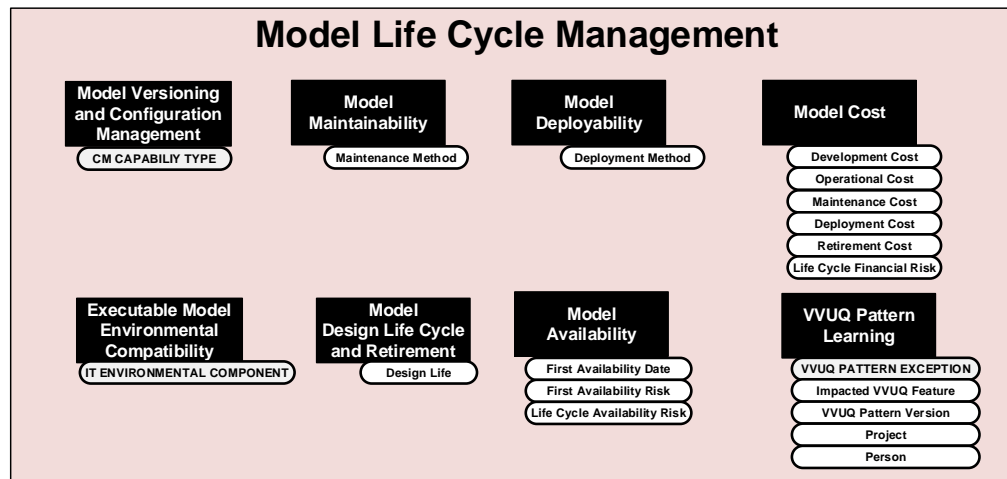 Model Life Cycle Management
Model Versioning
and Configuration
Management
CM CAPABILIY TYPE
Model
Maintainability
Maintenance Method
Model
Deployability
Deployment Method
Model Cost
Development Cost
Operational Cost
Maintenance Cost
Deployment Cost
Retirement Cost
Life Cycle Financial Risk
Executable Model
Environmental
Compatibility
IT ENVIRONMENTAL COMPONENT
Model
Design Life Cycle
and Retirement
Design Life
Model
Availability
First Availability Date
First Availability Risk
Life Cycle Availability Risk
VVUQ Pattern
Learning
VVUQ PATTERN EXCEPTION
Impacted VVUQ Feature
VVUQ Pattern Version
Project
Person